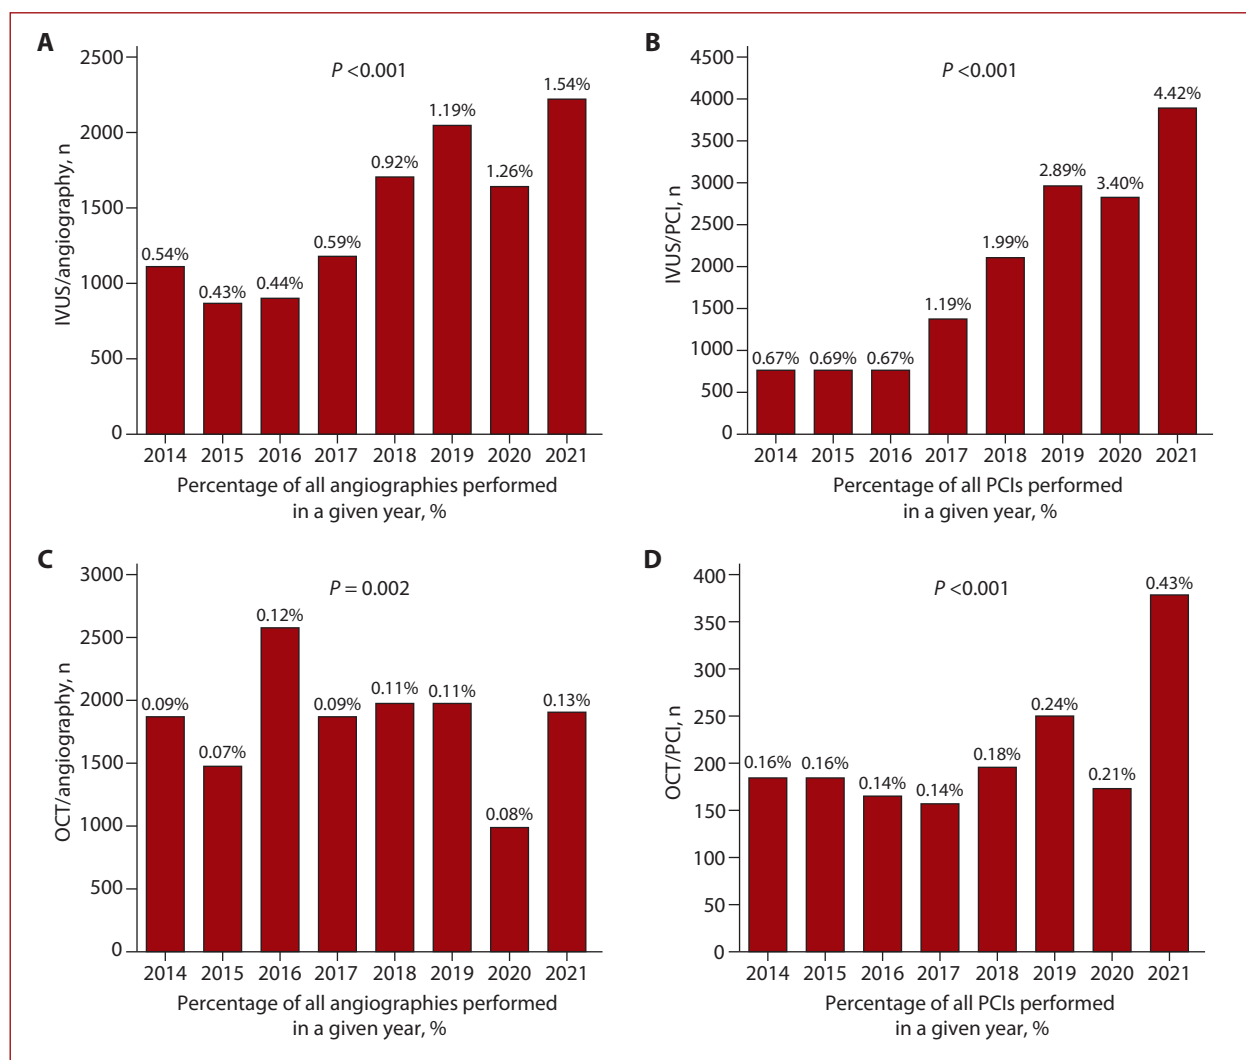 A
P <0.001
IVUS/angiography, n
2500
2000
1500
1000
500
0
0.54%
0.43%
0.44%
0.59%
0.92%
1.19%
1.26%
1.54%
2014 2015 2016 2017 2018 2019 2020 2021
Percentage of all angiographies performed
in a given year, %
B
P <0.001
IVUS/PCI, n
4500
4000
3500
3000
2500
2000
1500
1000
500
0
0.67%
0.69%
0.67%
1.19%
1.99%
2.89%
3.40%
4.42%
2014 2015 2016 2017 2018 2019 2020 2021
Percentage of all PCIs performed
in a given year, %
C
P = 0.002
OCT/angiography, n
3000
2500
2000
1500
1000
500
0
0.09%
0.07%
0.12%
0.09%
0.11%
0.11%
0.08%
0.13%
2014 2015 2016 2017 2018 2019 2020 2021
Percentage of all angiographies performed
in a given year, %
D
P <0.001
OCT/PCI, n
400
350
300
250
200
150
100
50
0
0.16%
0.16%
0.14%
0.14%
0.18%
0.24%
0.21%
0.43%
2014 2015 2016 2017 2018 2019 2020 2021
Percentage of all PCIs performed
in a given year, %